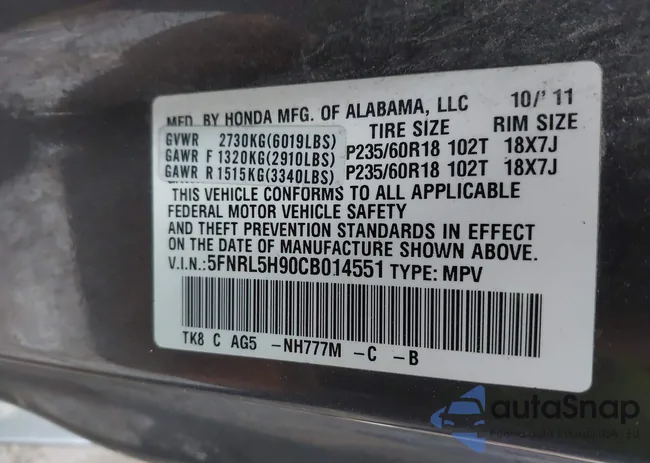 MFD. BY HONDA MFG. OF ALABAMA, LLC 10/'11
TIRE SIZE RIM SIZE
GVWR 2730KG(6019LBS)
GAWR F 1320KG(2910LBS) P235/60R18 102T 18X7J
GAWR R 1515KG(3340LBS) P235/60R18 102T 18X7J
THIS VEHICLE CONFORMS TO ALL APPLICABLE
FEDERAL MOTOR VEHICLE SAFETY
AND THEFT PREVENTION STANDARDS IN EFFECT
ON THE DATE OF MANUFACTURE SHOWN ABOVE.
V.I.N.:5FNRL5H90CB014551 TYPE: MPV
TK8 C AG5 -NH777M -C -B
autoSnap